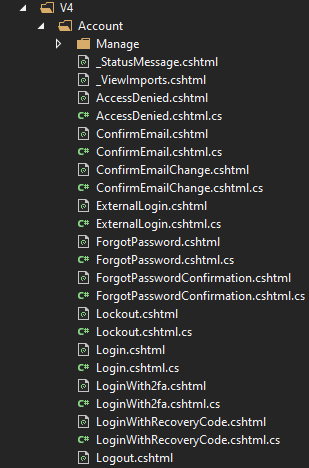 V4
Account
Manage
_StatusMessage.cshtml
_ViewImports.cshtml
AccessDenied.cshtml
C# AccessDenied.cshtml.cs
ConfirmEmail.cshtml
C# ConfirmEmail.cshtml.cs
ConfirmEmailChange.cshtml
C# ConfirmEmailChange.cshtml.cs
ExternalLogin.cshtml
C# ExternalLogin.cshtml.cs
ForgotPassword.cshtml
C# ForgotPassword.cshtml.cs
ForgotPasswordConfirmation.cshtml
C# ForgotPasswordConfirmation.cshtml.cs
Lockout.cshtml
C# Lockout.cshtml.cs
Login.cshtml
C# Login.cshtml.cs
LoginWith2fa.cshtml
C# LoginWith2fa.cshtml.cs
LoginWithRecoveryCode.cshtml
C# LoginWithRecoveryCode.cshtml.cs
Logout.cshtml